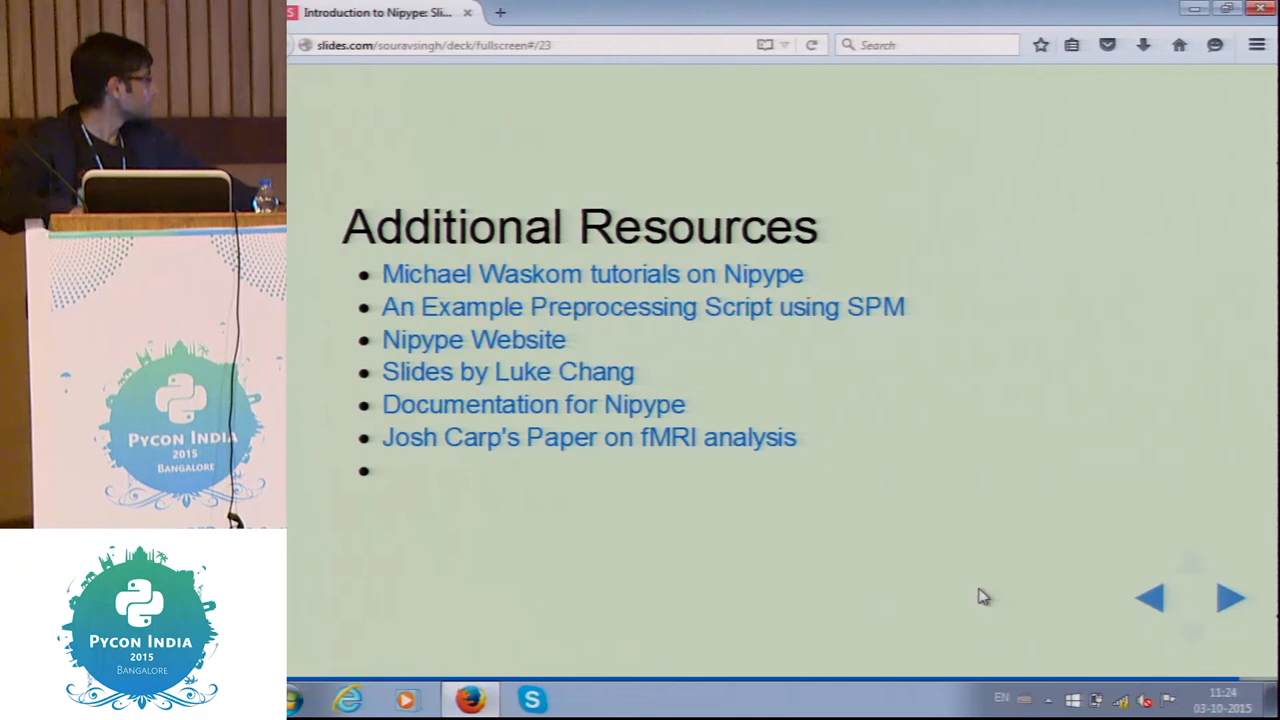 Introduction to Nipype: Sli...
slides.com/souravsingh/deck/fullscreen#/23
Search
Additional Resources
Michael Waskom tutorials on Nipype
An Example Preprocessing Script using SPM
Nipype Website
Slides by Luke Chang
Documentation for Nipype
Josh Carp's Paper on fMRI analysis
PYCON INDIA
2015
BANGALORE
PYCON INDIA
2015
BANGALORE
EN
11:24
03-10-2015